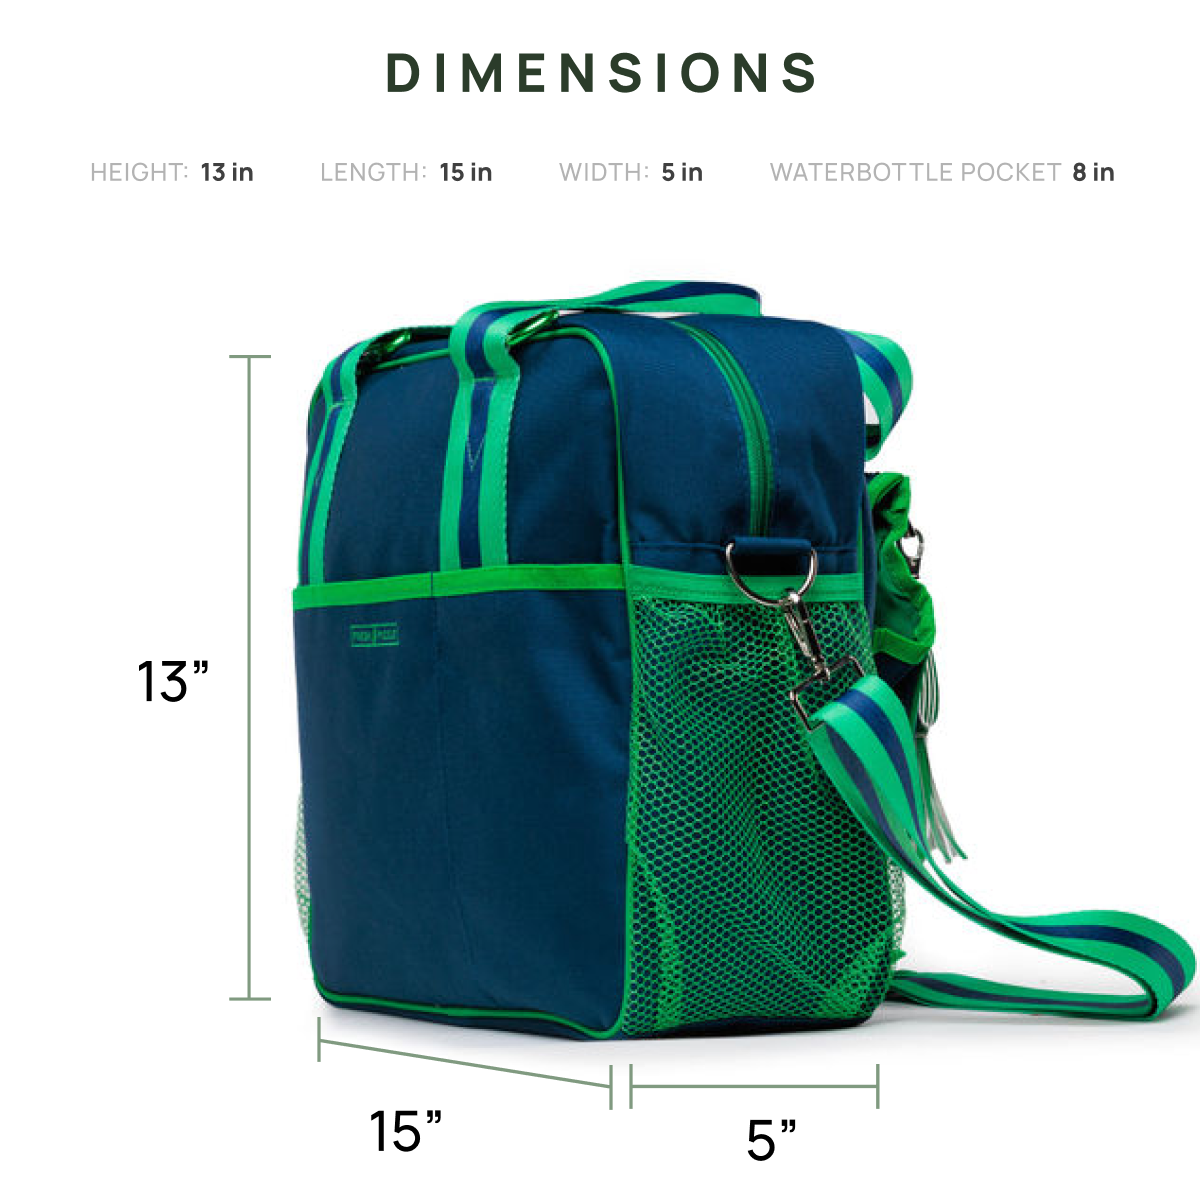 DIMENSIONS
HEIGHT: 13 in LENGTH: 15 in WIDTH: 5 in WATERBOTTLE POCKET 8 in
13”
15” 5”